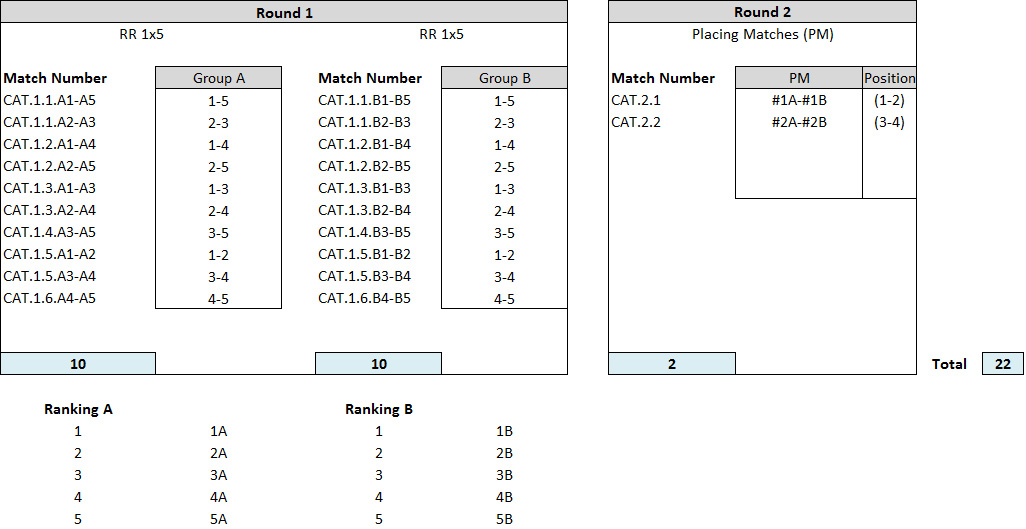 Round 1 Round 2
RR 1x5 RR 1x5 Placing Matches (PM)
Match Number Group A Match Number Group B Match Number PM Position
CAT.1.1.A1-A5 1-5 CAT.1.1.B1-B5 1-5 CAT.2.1 #1A-#1B (1-2)
CAT.1.1.A2-A3 2-3 CAT.1.1.B2-B3 2-3 CAT.2.2 #2A-#2B (3-4)
CAT.1.2.A1-A4 1-4 CAT.1.2.B1-B4 1-4
CAT.1.2.A2-A5 2-5 CAT.1.2.B2-B5 2-5
CAT.1.3.A1-A3 1-3 CAT.1.3.B1-B3 1-3
CAT.1.3.A2-A4 2-4 CAT.1.3.B2-B4 2-4
CAT.1.4.A3-A5 3-5 CAT.1.4.B3-B5 3-5
CAT.1.5.A1-A2 1-2 CAT.1.5.B1-B2 1-2
CAT.1.5.A3-A4 3-4 CAT.1.5.B3-B4 3-4
CAT.1.6.A4-A5 4-5 CAT.1.6.B4-B5 4-5
10 10 2 Total 22
Ranking A Ranking B
1 1A 1 1B
2 2A 2 2B
3 3A 3 3B
4 4A 4 4B
5 5A 5 5B